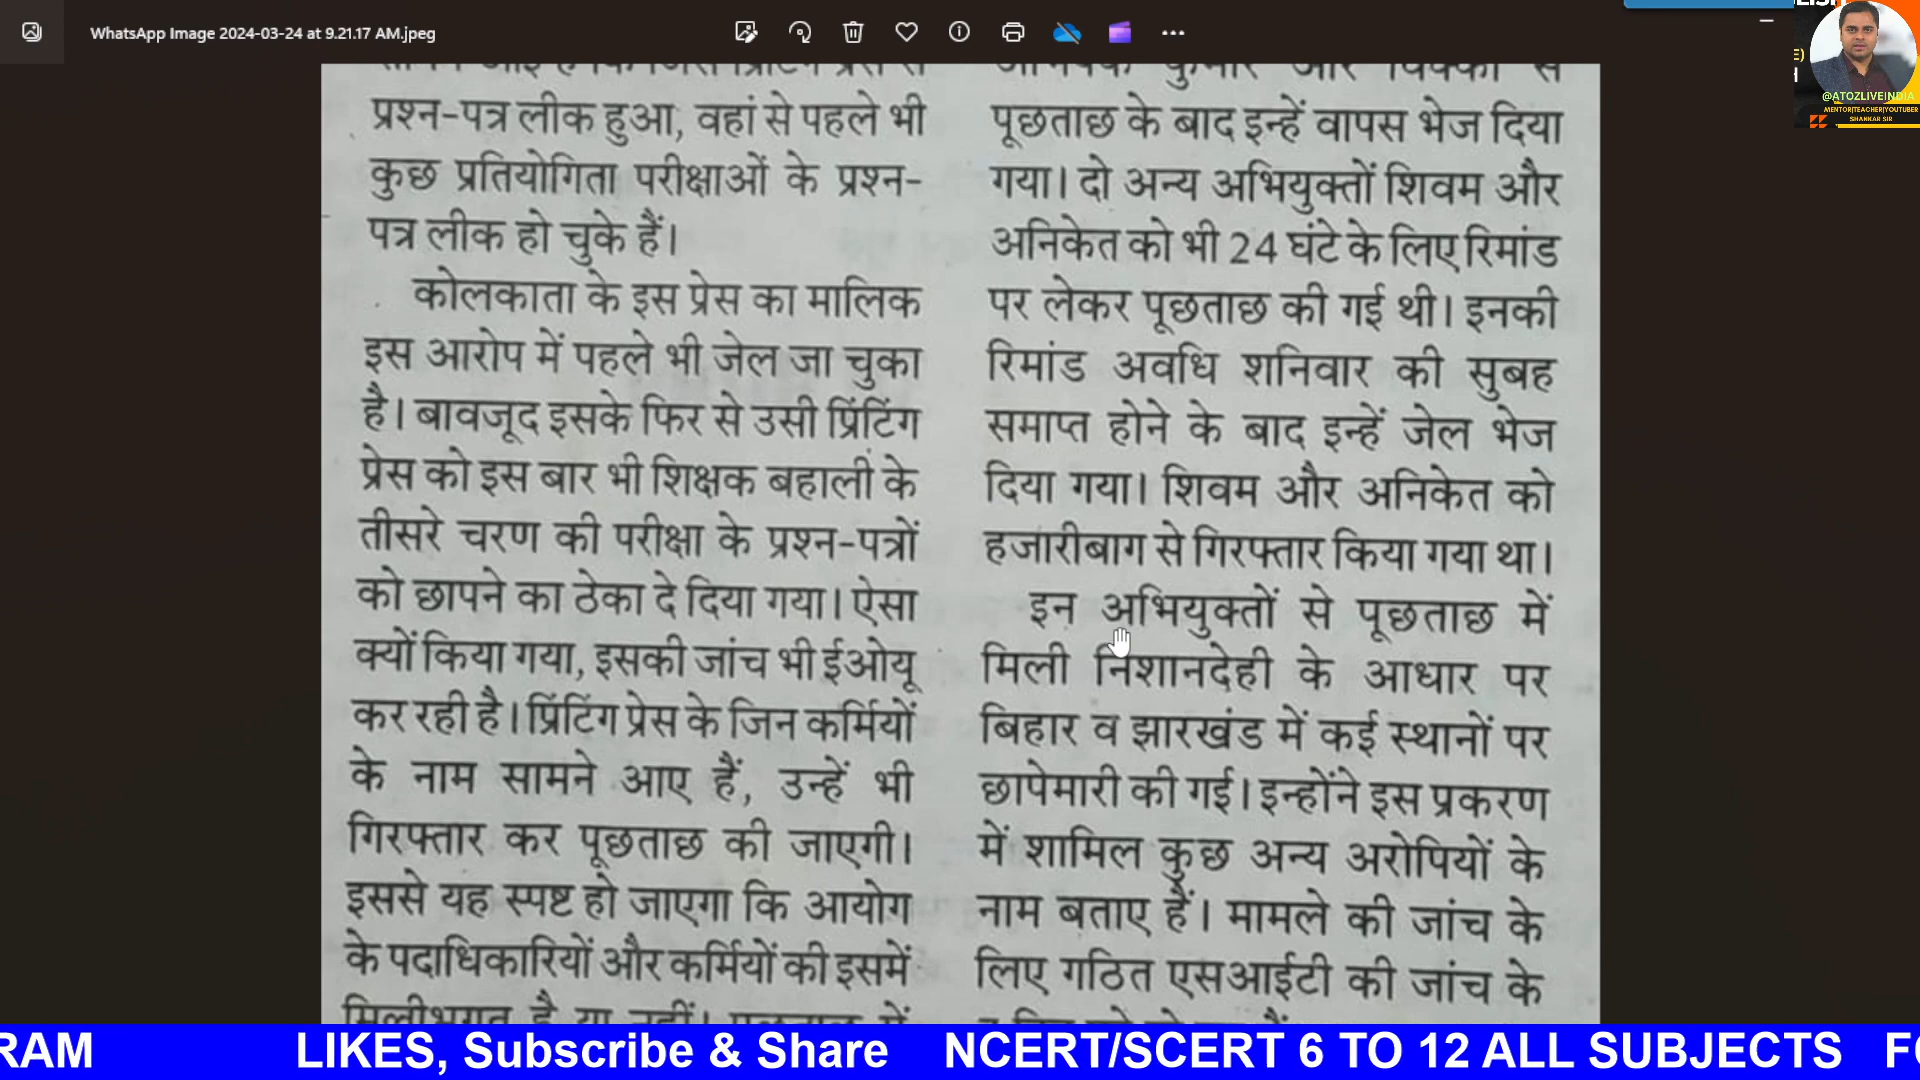 WhatsApp Image 2024-03-24 at 9.21.17 AM.jpeg
प्रश्न-पत्र लीक हुआ, वहां से पहले भी
कुछ प्रतियोगिता परीक्षाओं के प्रश्न-
पत्र लीक हो चुके हैं।
कोलकाता के इस प्रेस का मालिक
इस आरोप में पहले भी जेल जा चुका
है। बावजूद इसके फिर से उसी प्रिंटिंग
प्रेस को इस बार भी शिक्षक बहाली के
तीसरे चरण की परीक्षा के प्रश्न-पत्रों
को छापने का ठेका दे दिया गया। ऐसा
क्यों किया गया, इसकी जांच भी ईओयू
कर रही है। प्रिंटिंग प्रेस के जिन कर्मियों
के नाम सामने आए हैं, उन्हें भी
गिरफ्तार कर पूछताछ की जाएगी।
इससे यह स्पष्ट हो जाएगा कि आयोग
के पदाधिकारियों और कर्मियों की इसमें
पूछताछ के बाद इन्हें वापस भेज दिया
गया। दो अन्य अभियुक्तों शिवम और
अनिकेत को भी 24 घंटे के लिए रिमांड
पर लेकर पूछताछ की गई थी। इनकी
रिमांड अवधि शनिवार की सुबह
समाप्त होने के बाद इन्हें जेल भेज
दिया गया। शिवम और अनिकेत को
हजारीबाग से गिरफ्तार किया गया था।
इन अभियुक्तों से पूछताछ में
मिली निशानदेही के आधार पर
बिहार व झारखंड में कई स्थानों पर
छापेमारी की गई। इन्होंने इस प्रकरण
में शामिल कुछ अन्य अरोपियों के
नाम बताए हैं। मामले की जांच के
लिए गठित एसआईटी की जांच के
@ATOZLIVEINDIA
MENTOR|TEACHER|YOUTUBER
SHANKAR SIR
RAM LIKES, Subscribe & Share NCERT/SCERT 6 TO 12 ALL SUBJECTS